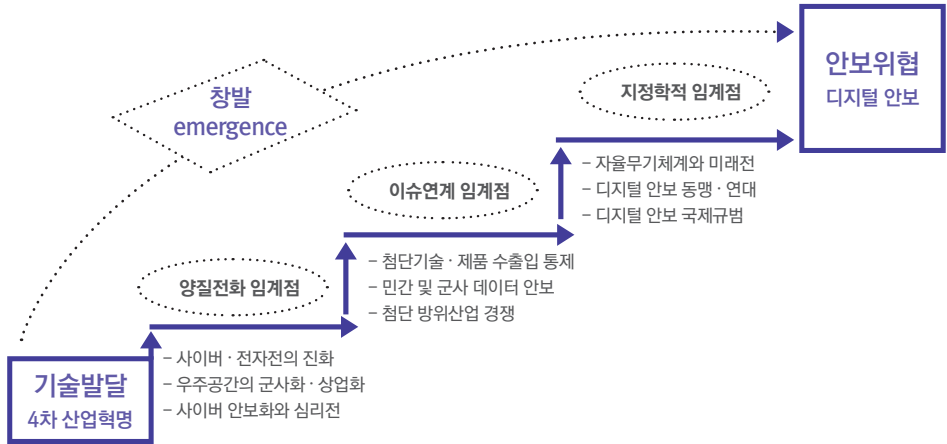 창발
emergence
안보위협
디지털 안보
지정학적 임계점
– 자율무기체계와 미래전
– 디지털 안보 동맹 · 연대
– 디지털 안보 국제규범
이슈연계 임계점
– 첨단기술 · 제품 수출입 통제
– 민간 및 군사 데이터 안보
– 첨단 방위산업 경쟁
양질전화 임계점
– 사이버 · 전자전의 진화
– 우주공간의 군사화 · 상업화
– 사이버 안보화와 심리전
기술발달
4차 산업혁명